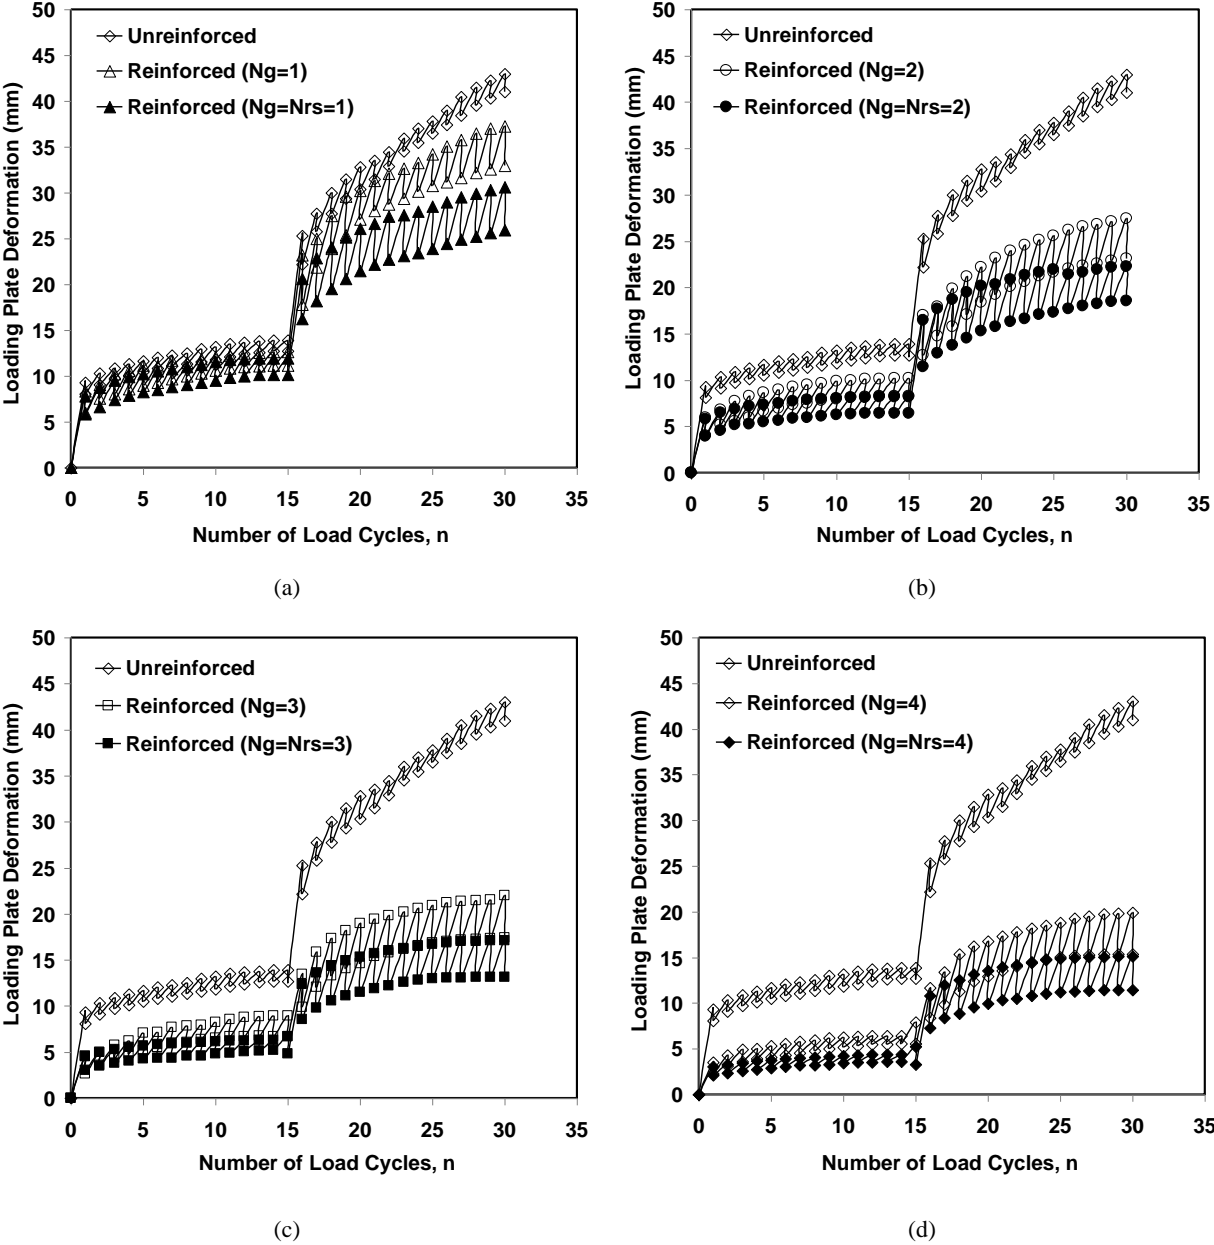 50
45
40
35
30
25
20
15
10
5
0
Loading Plate Deformation (mm)
Unreinforced
Reinforced (Ng=1)
Reinforced (Ng=Nrs=1)
0 5 10 15 20 25 30 35
Number of Load Cycles, n
(a)
50
45
40
35
30
25
20
15
10
5
0
Loading Plate Deformation (mm)
Unreinforced
Reinforced (Ng=2)
Reinforced (Ng=Nrs=2)
0 5 10 15 20 25 30 35
Number of Load Cycles, n
(b)
50
45
40
35
30
25
20
15
10
5
0
Loading Plate Deformation (mm)
Unreinforced
Reinforced (Ng=3)
Reinforced (Ng=Nrs=3)
0 5 10 15 20 25 30 35
Number of Load Cycles, n
(c)
50
45
40
35
30
25
20
15
10
5
0
Loading Plate Deformation (mm)
Unreinforced
Reinforced (Ng=4)
Reinforced (Ng=Nrs=4)
0 5 10 15 20 25 30 35
Number of Load Cycles, n
(d)